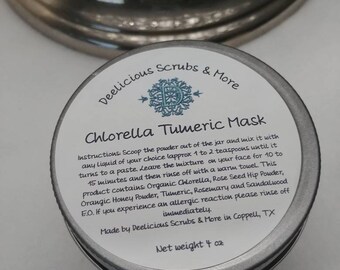 Deelicious Scrubs & More
Chlorella Tumeric Mask
Instructions: Scoop the powder out of the jar and mix it with
any liquid of your choice (approx 1 to 2 teaspoons until it
turns to a paste. Leave the mixture on your face for 10 to
15 minutes and then rinse off with a warm towel. This
product contains Organic Chlorella, Rose Seed Hip Powder,
Orangic Honey Powder, Tumeric, Rosemary and Sandalwood
E.O. If you experience an allergic reaction please rinse off
immediately.
Made by Deelicious Scrubs & More in Coppell, TX
Net weight 4 oz